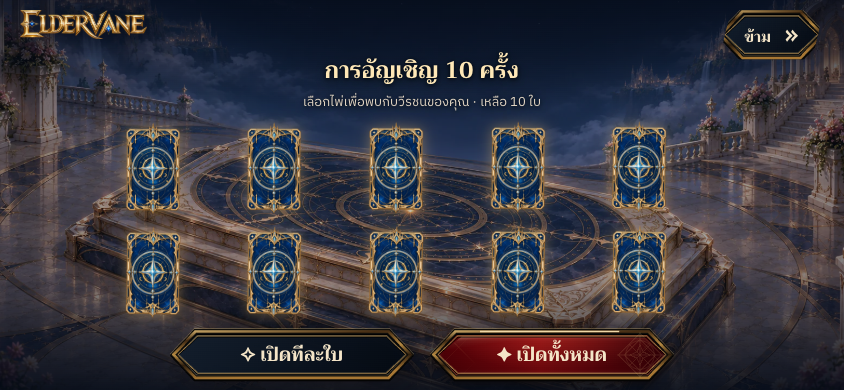 ELDERVANE
ข้าม »
การอัญเชิญ 10 ครั้ง
เลือกไพ่เพื่อพบกับวีรชนของคุณ · เหลือ 10 ใบ
✧ เปิดทีละใบ
✦ เปิดทั้งหมด